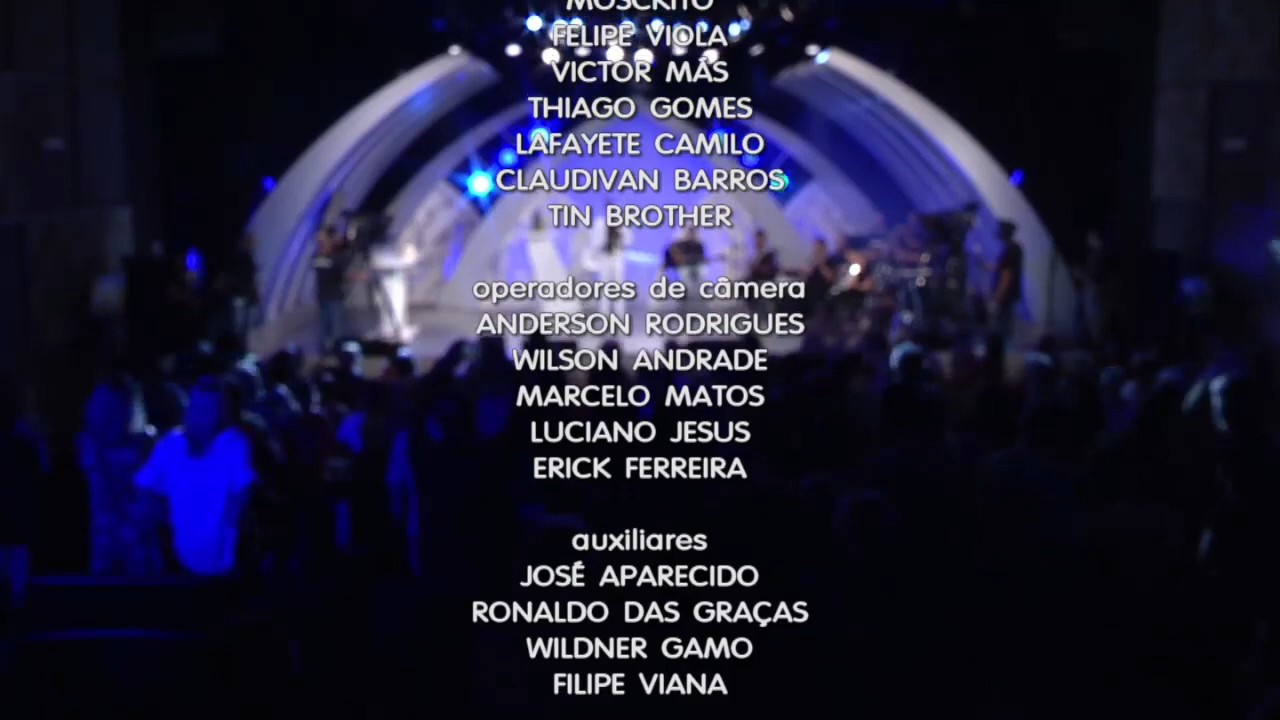 MOSCKITO
FELIPE VIOLA
VICTOR MÁS
THIAGO GOMES
LAFAYETE CAMILO
CLAUDIVAN BARROS
TIN BROTHER
operadores de câmera
ANDERSON RODRIGUES
WILSON ANDRADE
MARCELO MATOS
LUCIANO JESUS
ERICK FERREIRA
auxiliares
JOSÉ APARECIDO
RONALDO DAS GRAÇAS
WILDNER GAMO
FILIPE VIANA